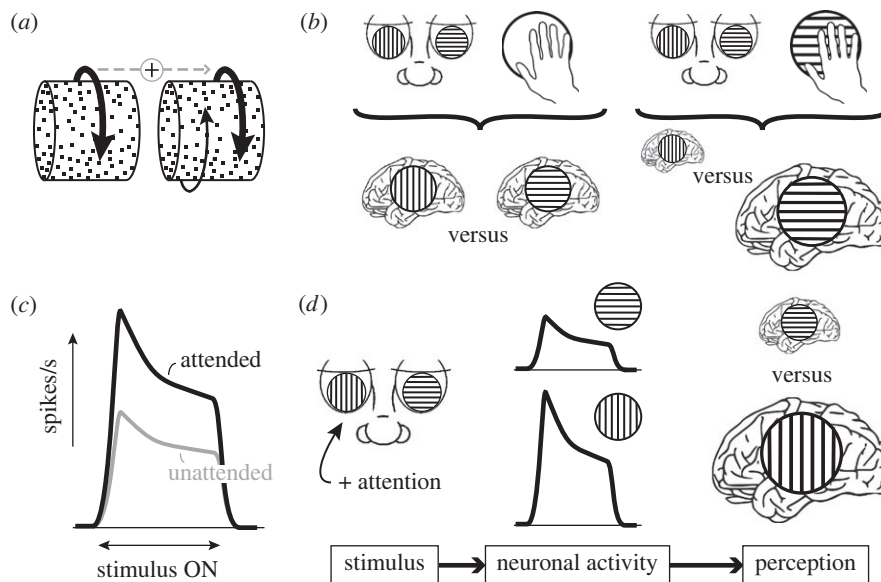 (a)
+
(b)
versus
versus
(c)
spikes/s
attended
unattended
stimulus ON
(d)
+ attention
versus
stimulus
neuronal activity
perception